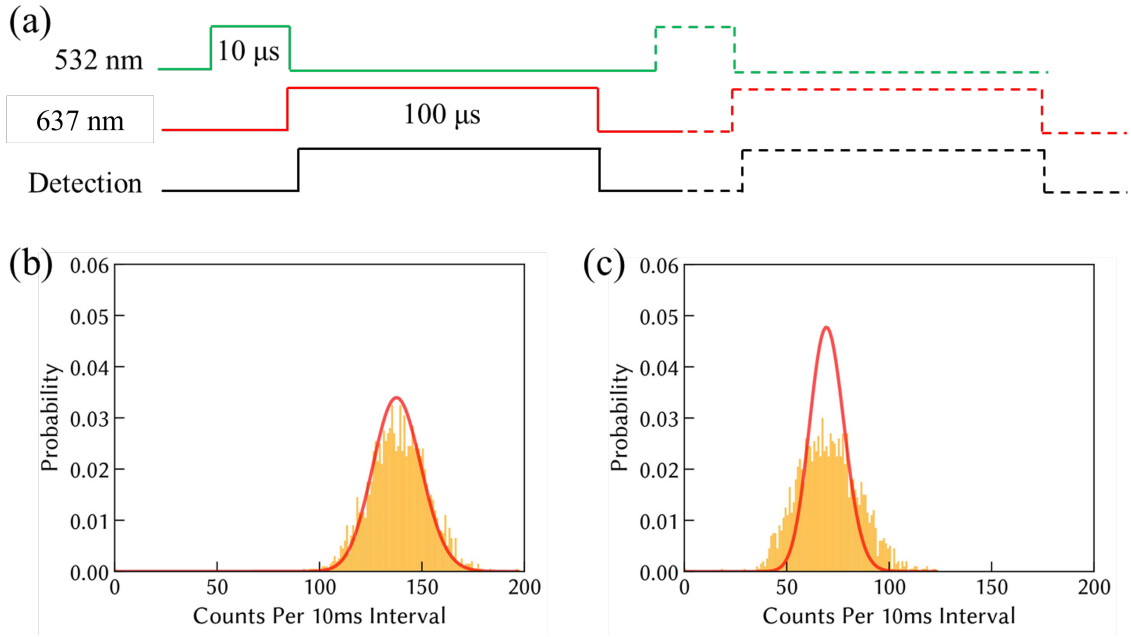 (a)
532 nm
10 μs
637 nm
100 μs
Detection
(b)
0.06
0.05
0.04
0.03
0.02
0.01
0.00
Probability
0 50 100 150 200
Counts Per 10ms Interval
(c)
0.06
0.05
0.04
0.03
0.02
0.01
0.00
Probability
0 50 100 150 200
Counts Per 10ms Interval